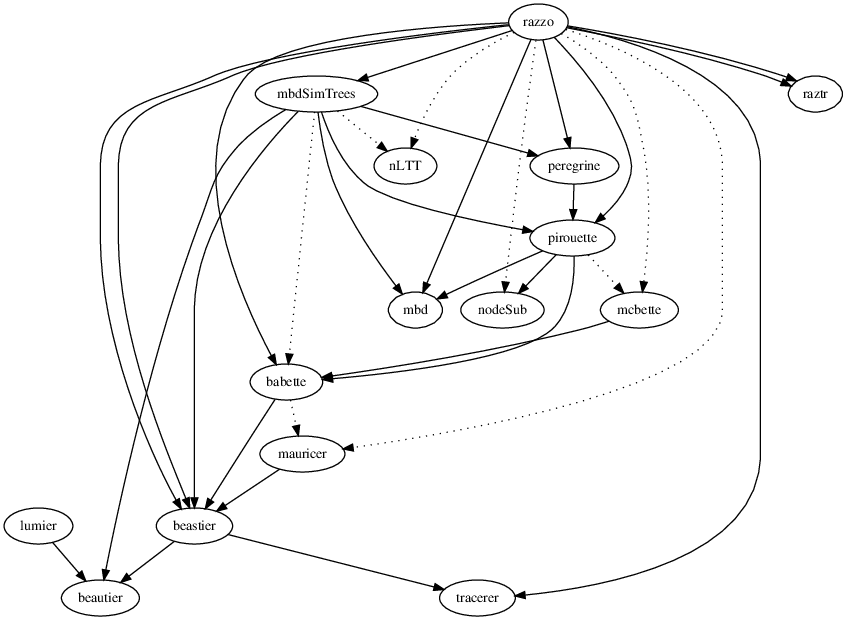 razzo
mbdSimTrees
raztr
nLTT
peregrine
pirouette
mbd
nodeSub
mcbette
babette
mauricer
lumier
beastier
beautier
tracerer